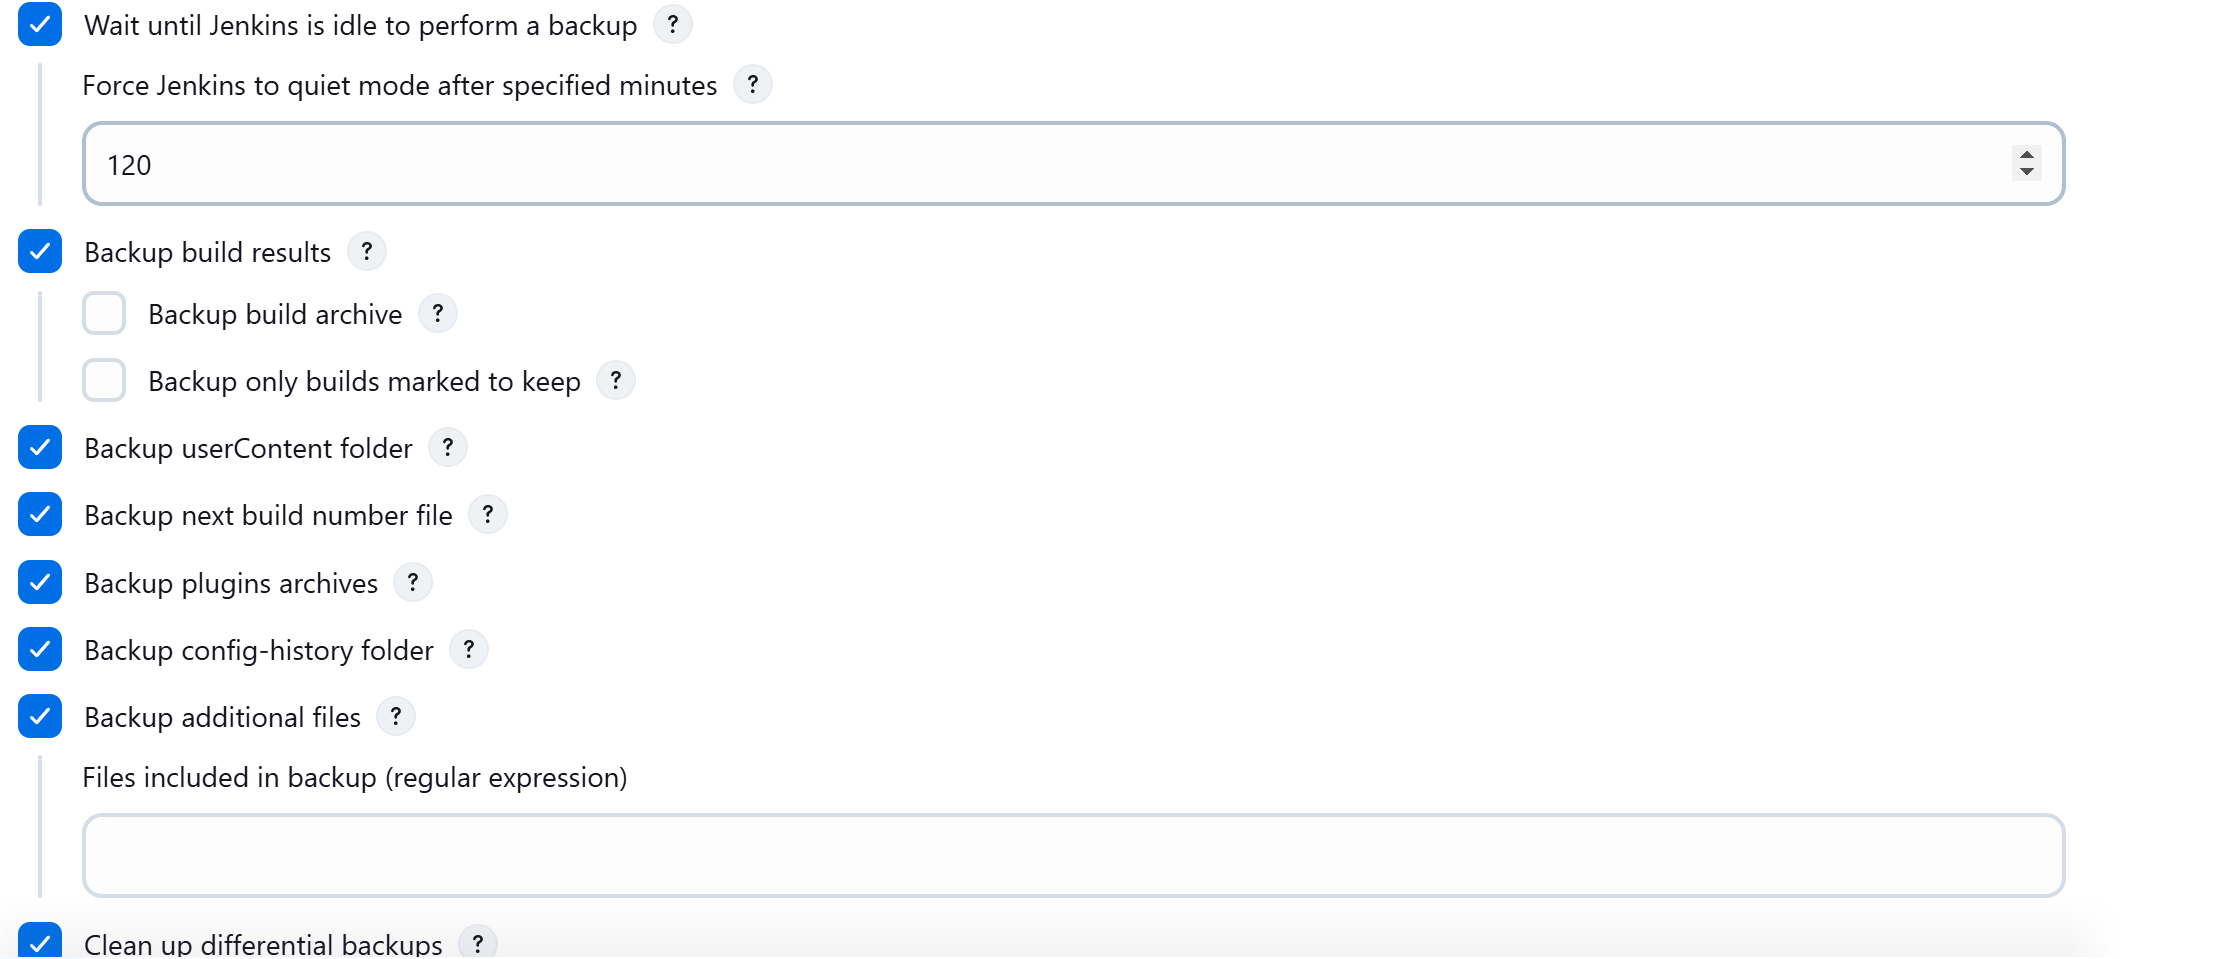 Wait until Jenkins is idle to perform a backup ?
Force Jenkins to quiet mode after specified minutes ?
120
Backup build results ?
Backup build archive ?
Backup only builds marked to keep ?
Backup userContent folder ?
Backup next build number file ?
Backup plugins archives ?
Backup config-history folder ?
Backup additional files ?
Files included in backup (regular expression)
Clean up differential backups ?